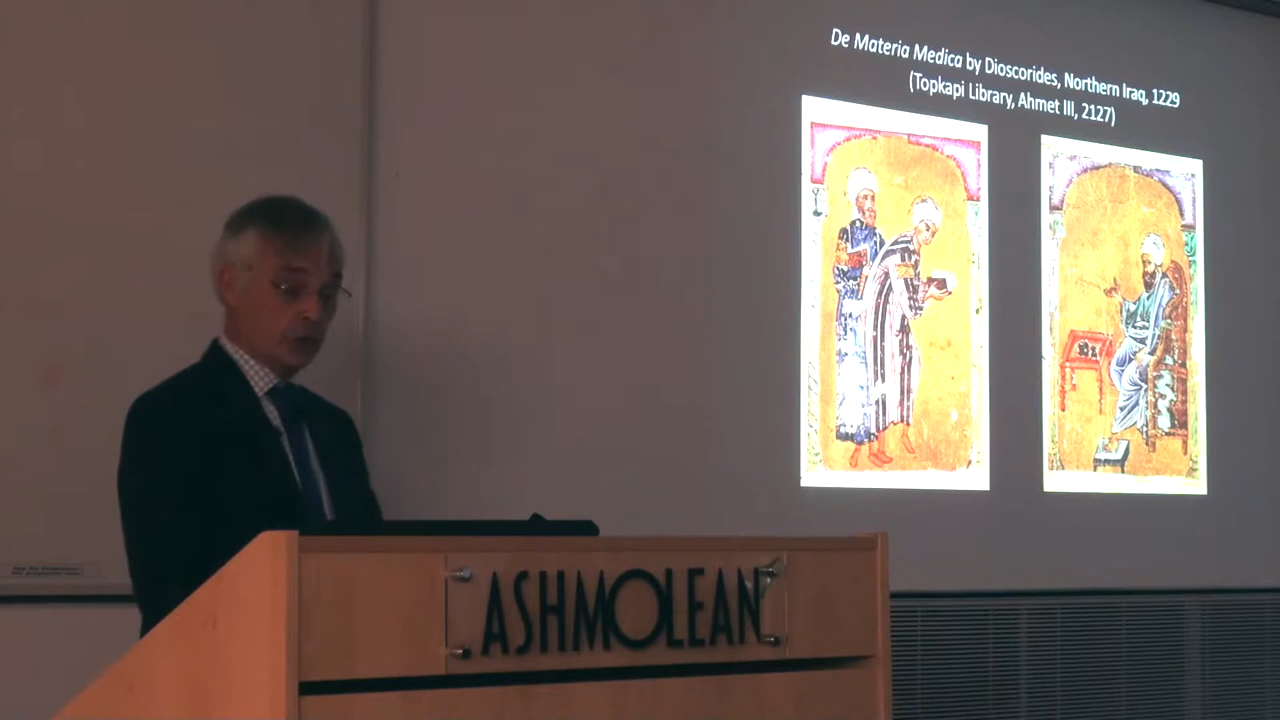 De Materia Medica by Dioscorides, Northern Iraq, 1229
(Topkapi Library, Ahmet III, 2127)
ASHMOLEAN